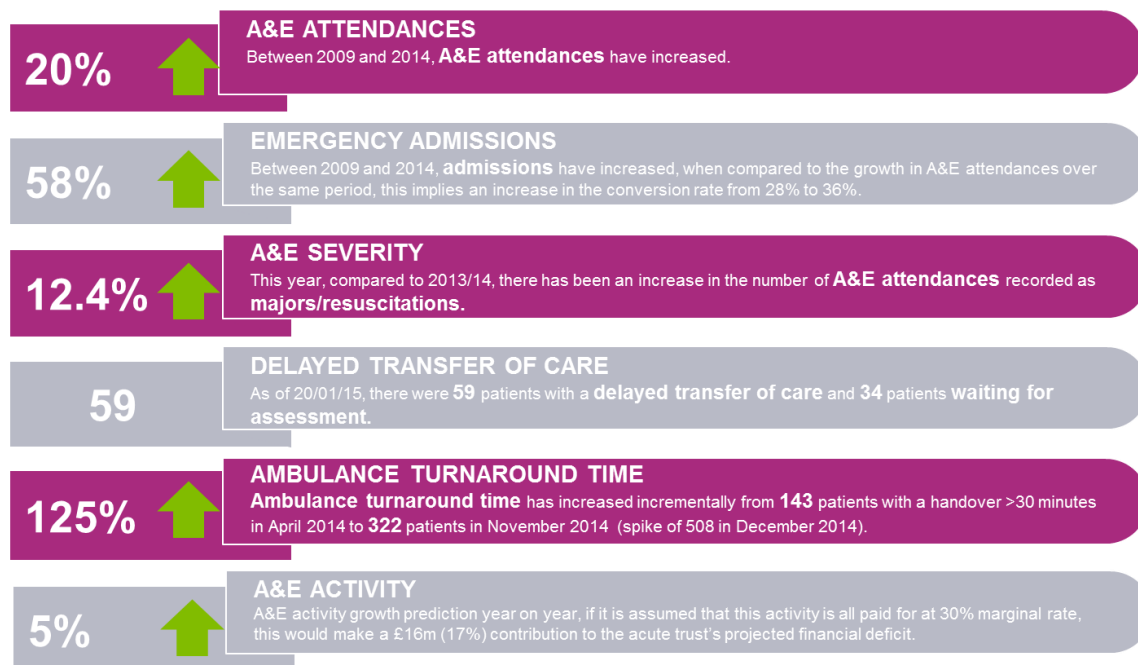 A&E ATTENDANCES
20%
Between 2009 and 2014, A&E attendances have increased.
EMERGENCY ADMISSIONS
58%
Between 2009 and 2014, admissions have increased, when compared to the growth in A&E attendances over
the same period, this implies an increase in the conversion rate from 28% to 36%.
A&E SEVERITY
12.4%
This year, compared to 2013/14, there has been an increase in the number of A&E attendances recorded as
majors/resuscitations.
DELAYED TRANSFER OF CARE
59
As of 20/01/15, there were 59 patients with a delayed transfer of care and 34 patients waiting for
assessment.
AMBULANCE TURNAROUND TIME
125%
Ambulance turnaround time has increased incrementally from 143 patients with a handover >30 minutes
in April 2014 to 322 patients in November 2014 (spike of 508 in December 2014).
A&E ACTIVITY
5%
A&E activity growth prediction year on year, if it is assumed that this activity is all paid for at 30% marginal rate,
this would make a £16m (17%) contribution to the acute trust's projected financial deficit.